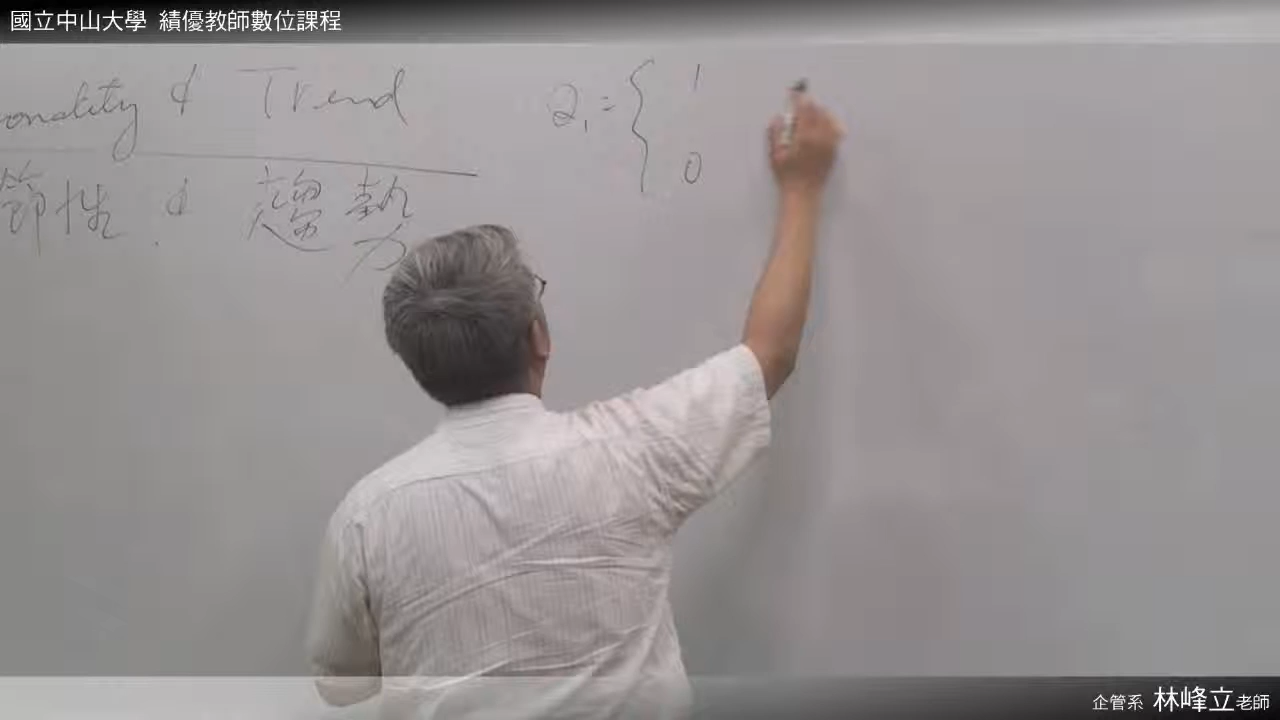 國立中山大學 績優教師數位課程
onality & Trend
節性 & 趨勢
Q₁ = { 1
0
企管系 林峰立老師